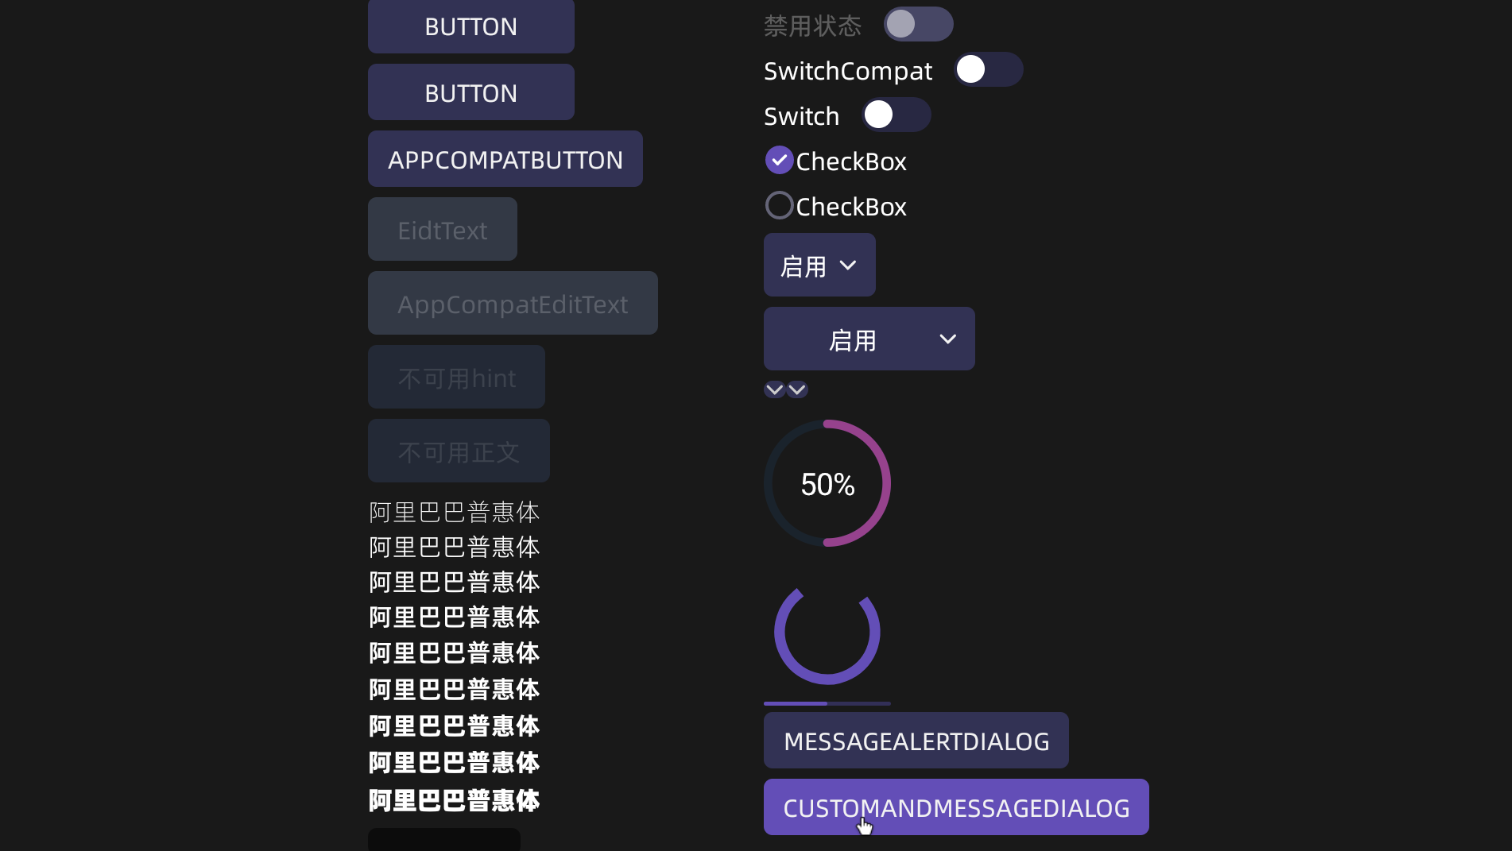 BUTTON
BUTTON
APPCOMPATBUTTON
EidtText
AppCompatEditText
不可用hint
不可用正文
阿里巴巴普惠体
阿里巴巴普惠体
阿里巴巴普惠体
阿里巴巴普惠体
阿里巴巴普惠体
阿里巴巴普惠体
阿里巴巴普惠体
阿里巴巴普惠体
阿里巴巴普惠体
禁用状态
SwitchCompat
Switch
CheckBox
CheckBox
启用
启用
50%
MESSAGEALERTDIALOG
CUSTOMANDMESSAGEDIALOG